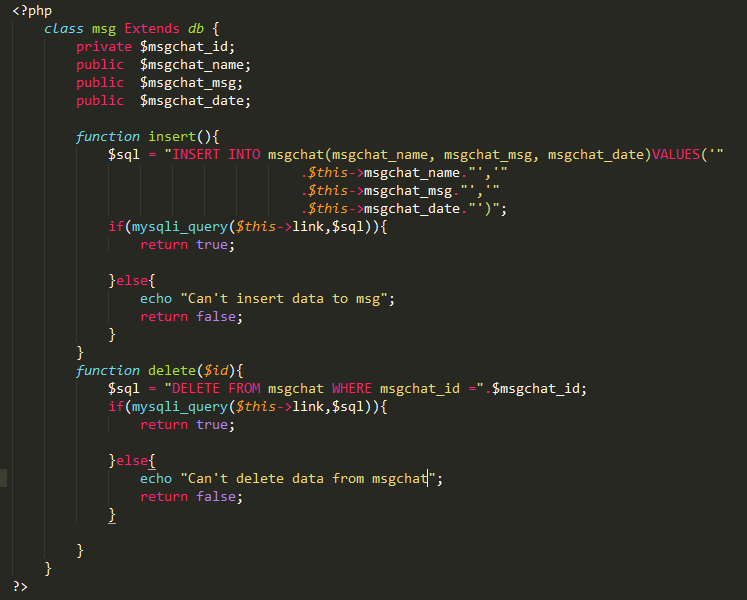 <?php
class msg Extends db {
private $msgchat_id;
public $msgchat_name;
public $msgchat_msg;
public $msgchat_date;
function insert(){
$sql = "INSERT INTO msgchat(msgchat_name, msgchat_msg, msgchat_date)VALUES('"
.$this->msgchat_name."','"
.$this->msgchat_msg."','"
.$this->msgchat_date."')";
if(mysqli_query($this->link,$sql)){
return true;
}else{
echo "Can't insert data to msg";
return false;
}
}
function delete($id){
$sql = "DELETE FROM msgchat WHERE msgchat_id =".$msgchat_id;
if(mysqli_query($this->link,$sql)){
return true;
}else{
echo "Can't delete data from msgchat";
return false;
}
}
}
?>